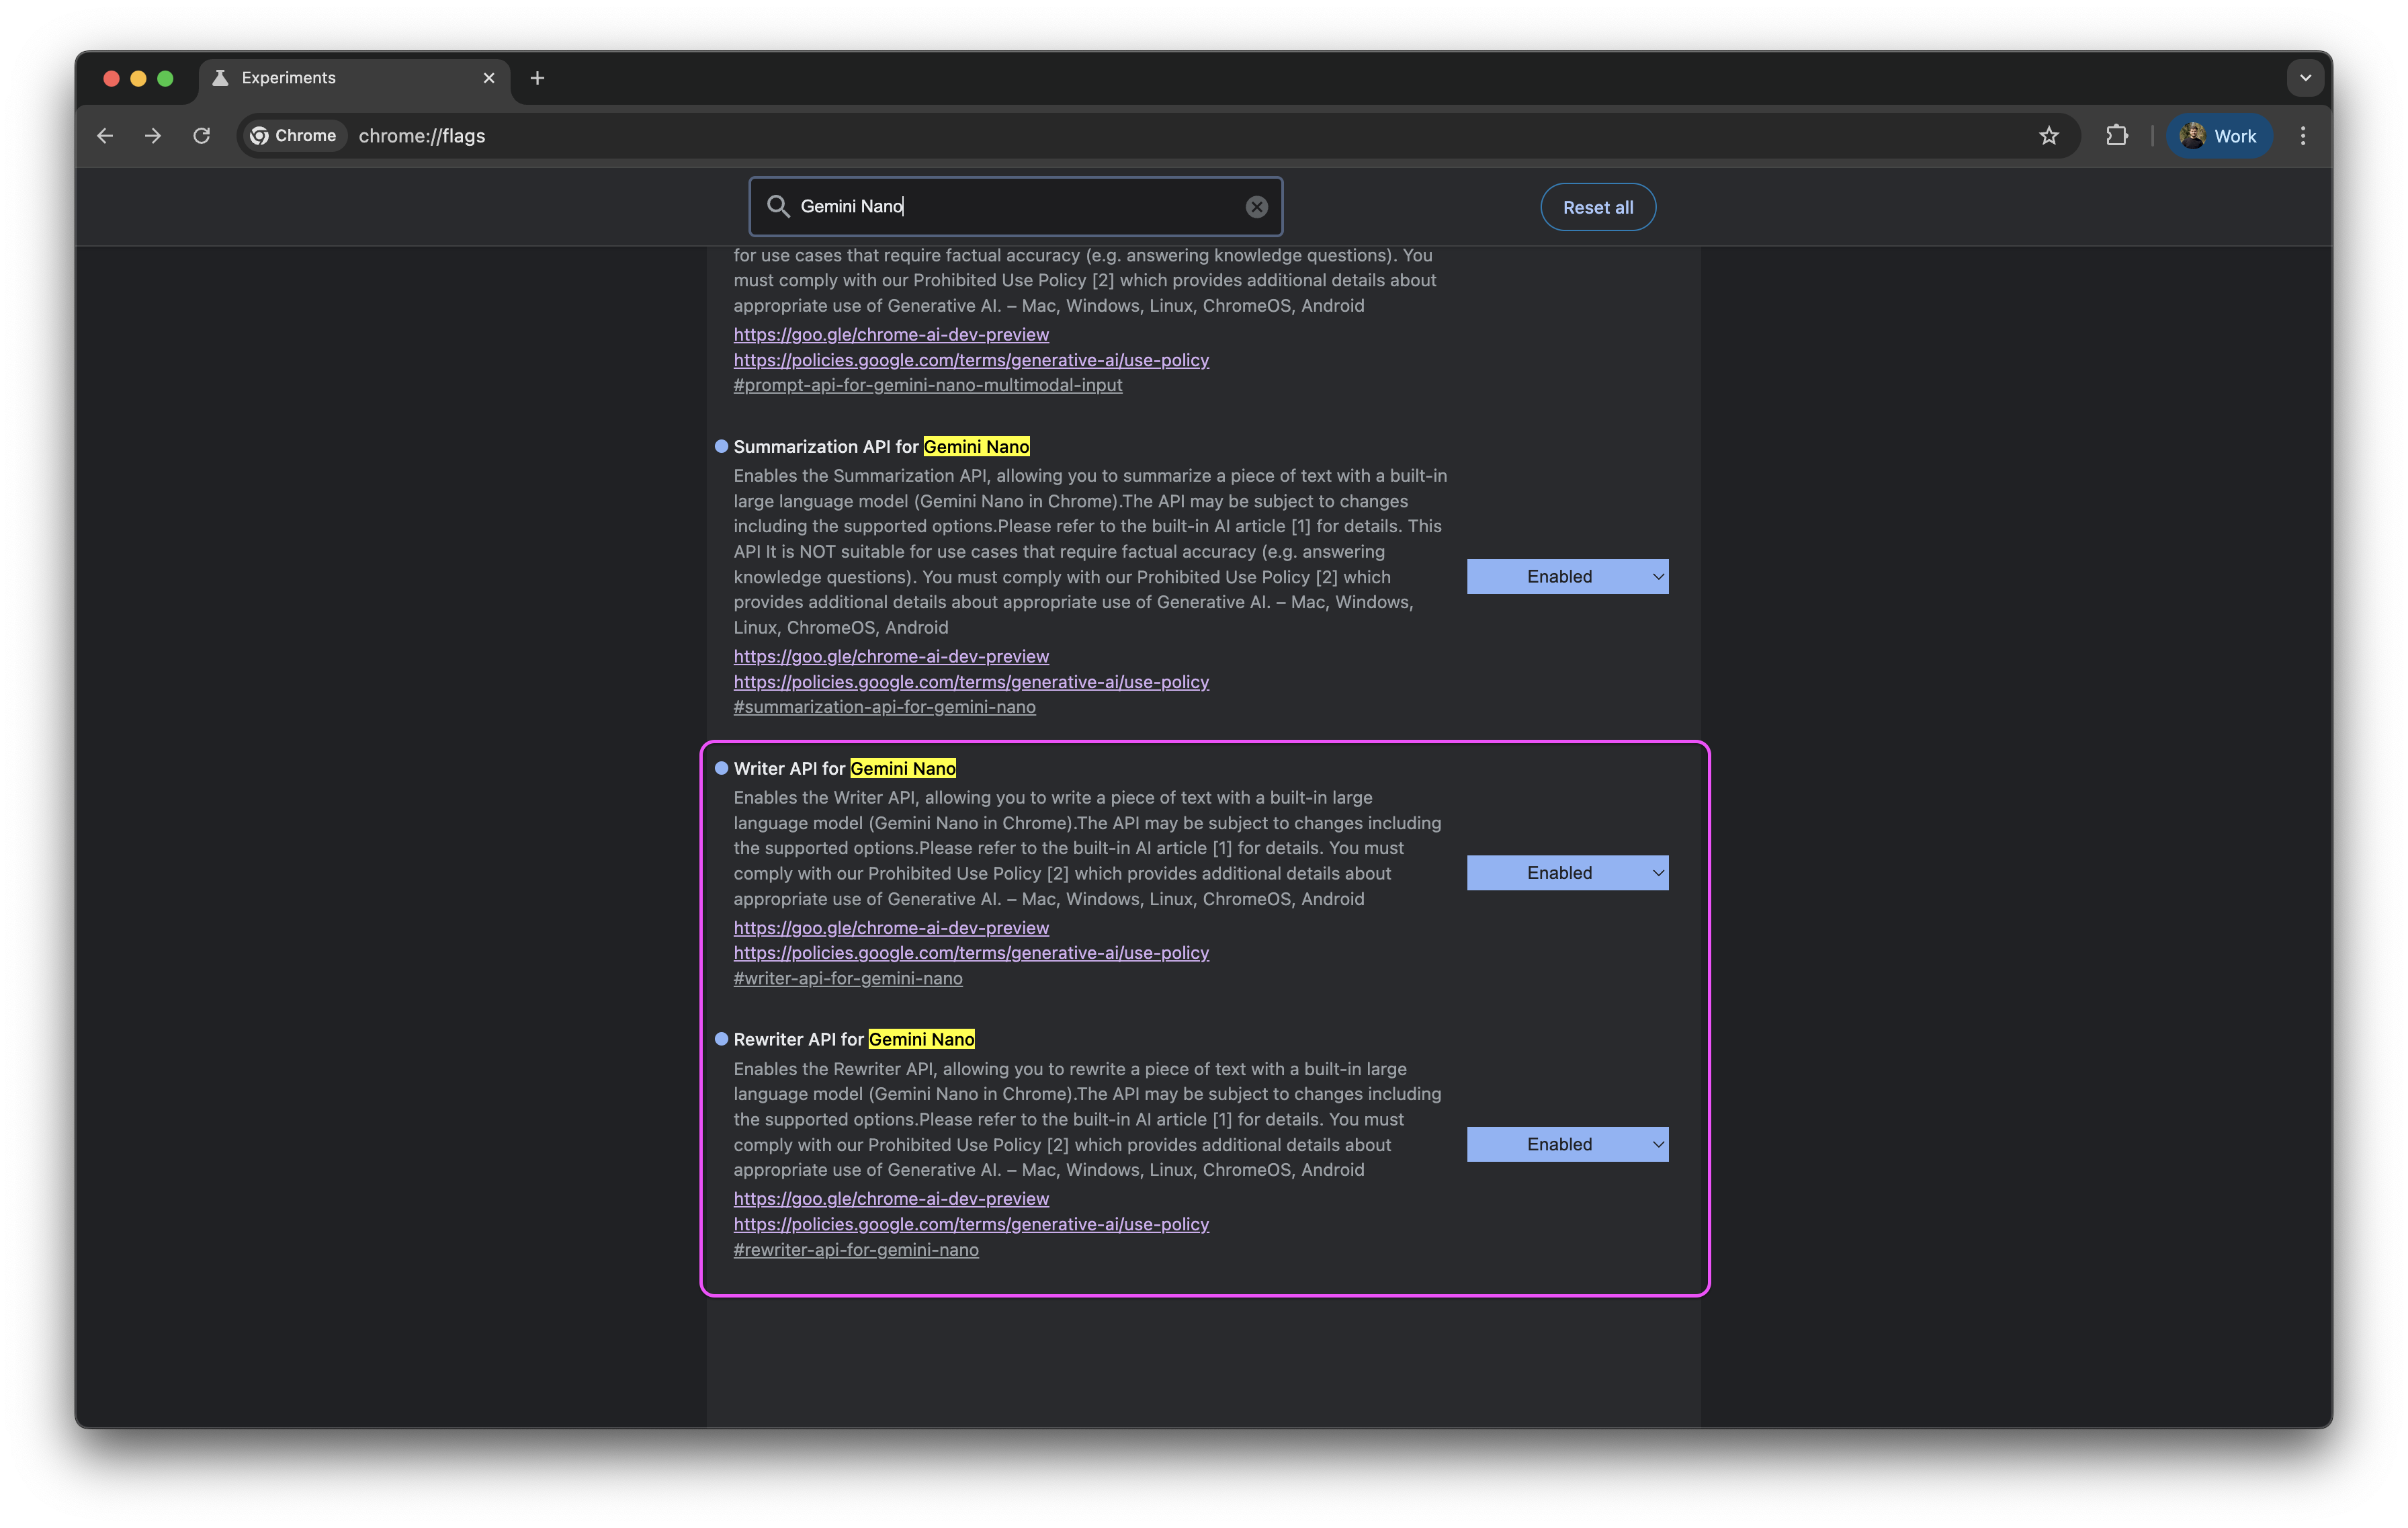 Experiments
Chrome
chrome://flags
Work
Gemini Nano
Reset all
for use cases that require factual accuracy (e.g. answering knowledge questions). You
must comply with our Prohibited Use Policy [2] which provides additional details about
appropriate use of Generative AI. – Mac, Windows, Linux, ChromeOS, Android
https://goo.gle/chrome-ai-dev-preview
https://policies.google.com/terms/generative-ai/use-policy
#prompt-api-for-gemini-nano-multimodal-input
Summarization API for Gemini Nano
Enables the Summarization API, allowing you to summarize a piece of text with a built-in
large language model (Gemini Nano in Chrome).The API may be subject to changes
including the supported options.Please refer to the built-in AI article [1] for details. This
API It is NOT suitable for use cases that require factual accuracy (e.g. answering
knowledge questions). You must comply with our Prohibited Use Policy [2] which
provides additional details about appropriate use of Generative AI. – Mac, Windows,
Linux, ChromeOS, Android
Enabled
https://goo.gle/chrome-ai-dev-preview
https://policies.google.com/terms/generative-ai/use-policy
#summarization-api-for-gemini-nano
Writer API for Gemini Nano
Enables the Writer API, allowing you to write a piece of text with a built-in large
language model (Gemini Nano in Chrome).The API may be subject to changes including
the supported options.Please refer to the built-in AI article [1] for details. You must
comply with our Prohibited Use Policy [2] which provides additional details about
appropriate use of Generative AI. – Mac, Windows, Linux, ChromeOS, Android
Enabled
https://goo.gle/chrome-ai-dev-preview
https://policies.google.com/terms/generative-ai/use-policy
#writer-api-for-gemini-nano
Rewriter API for Gemini Nano
Enables the Rewriter API, allowing you to rewrite a piece of text with a built-in large
language model (Gemini Nano in Chrome).The API may be subject to changes including
the supported options.Please refer to the built-in AI article [1] for details. You must
comply with our Prohibited Use Policy [2] which provides additional details about
appropriate use of Generative AI. – Mac, Windows, Linux, ChromeOS, Android
Enabled
https://goo.gle/chrome-ai-dev-preview
https://policies.google.com/terms/generative-ai/use-policy
#rewriter-api-for-gemini-nano